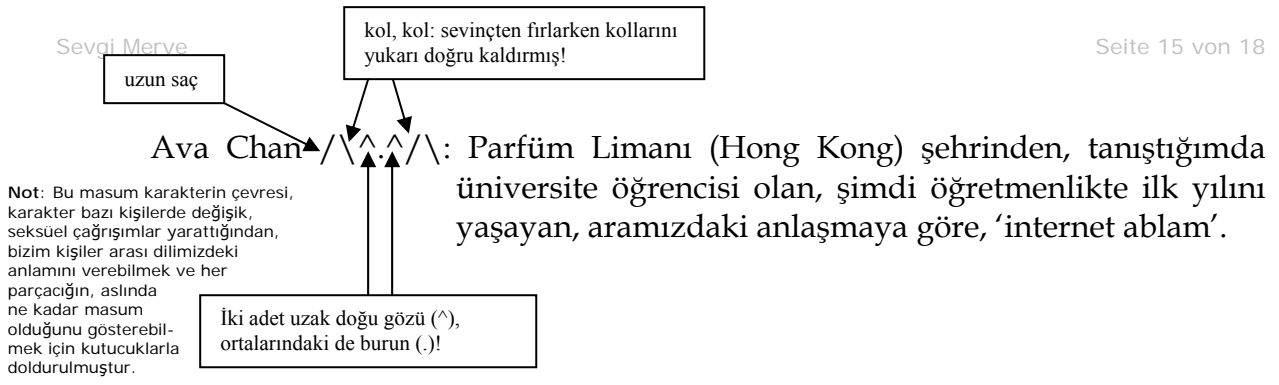 kol, kol: sevinçten fırlarken kollarını
yukarı doğru kaldırmış!
Sevgi Merve
Seite 15 von 18
uzun saç
Ava Chan /\^.^/\: Parfüm Limanı (Hong Kong) şehrinden, tanıştığımda
üniversite öğrencisi olan, şimdi öğretmenlikte ilk yılını
yaşayan, aramızdaki anlaşmaya göre, ‘internet ablam’.
Not: Bu masum karakterin çevresi,
karakter bazı kişilerde değişik,
seksüel çağrışımlar yarattığından,
bizim kişiler arası dilimizdeki
anlamını verebilmek ve her
parçacığın, aslında
ne kadar masum
olduğunu gösterebil-
mek için kutucuklarla
doldurulmuştur.
İki adet uzak doğu gözü (^),
ortalarındaki de burun (.)!